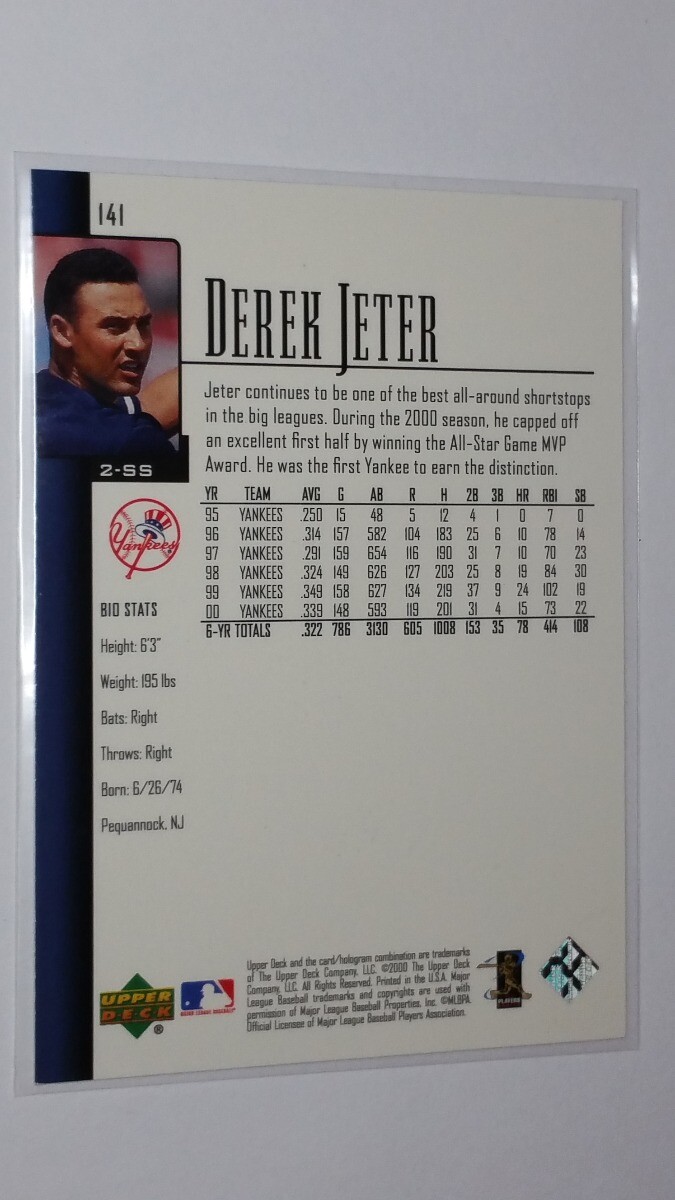 141
DEREK JETER
Jeter continues to be one of the best all-around shortstops
in the big leagues. During the 2000 season, he capped off
an excellent first half by winning the All-Star Game MVP
Award. He was the first Yankee to earn the distinction.
2-SS
YR TEAM AVG G AB R H 2B 3B HR RBI SB
95 YANKEES .250 15 48 5 12 4 1 0 7 0
96 YANKEES .314 157 582 104 183 25 6 10 78 14
97 YANKEES .291 159 654 116 190 31 7 10 70 23
98 YANKEES .324 149 626 127 203 25 8 19 84 30
99 YANKEES .349 158 627 134 219 37 9 24 102 19
00 YANKEES .339 148 593 119 201 31 4 15 73 22
6-YR TOTALS .322 786 3130 605 1008 153 35 78 414 108
Yankees
BIO STATS
Height: 6'3"
Weight: 195 lbs
Bats: Right
Throws: Right
Born: 6/26/74
Pequannock, NJ
UPPER
DECK
®
MAJOR LEAGUE BASEBALL
Upper Deck and the card/hologram combination are trademarks
of The Upper Deck Company, LLC. ©2000 The Upper Deck
Company, LLC. All Rights Reserved. Printed in the U.S.A. Major
League Baseball trademarks and copyrights are used with
permission of Major League Baseball Properties, Inc. ©MLBPA
Official Licensee of Major League Baseball Players Association.
PLAYERS